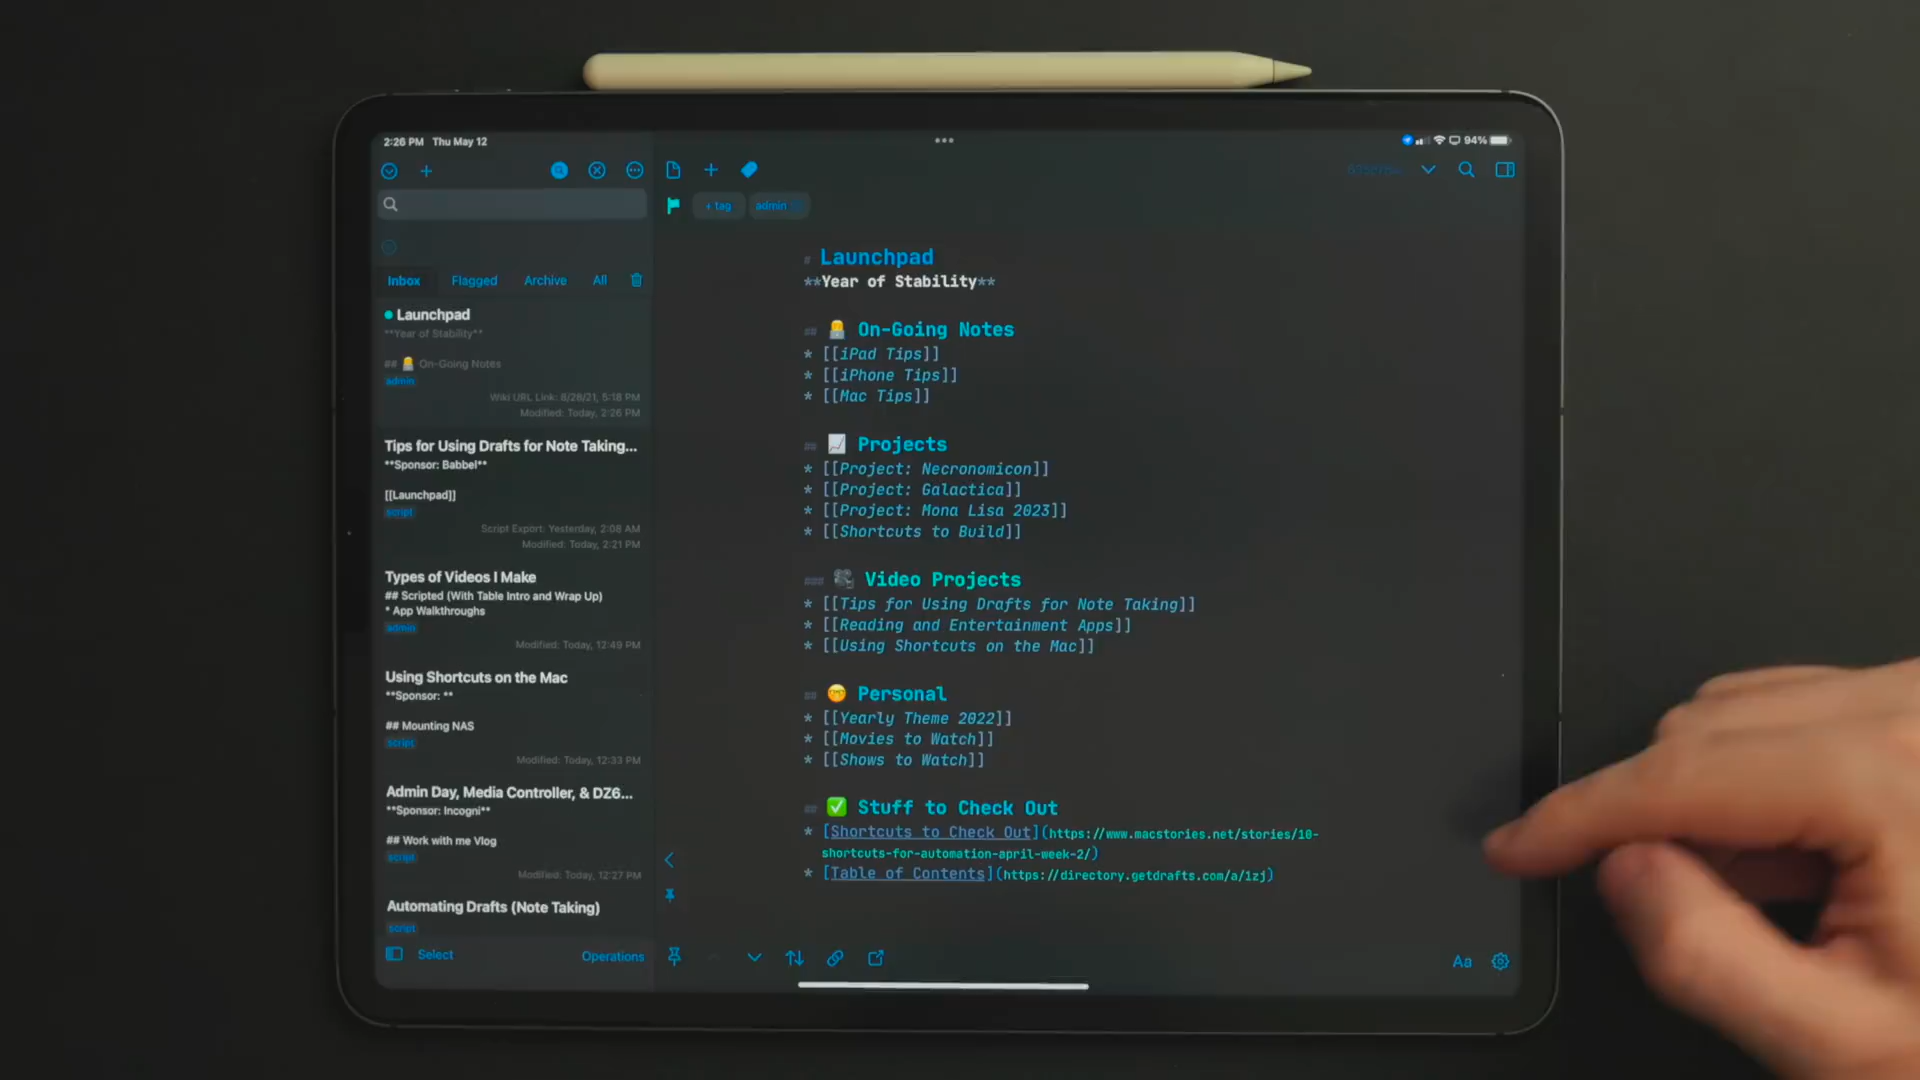 2:26 PM Thu May 12
94%
Inbox Flagged Archive All
Launchpad
**Year of Stability**
## On-Going Notes
admin
Wiki URL Link: 8/28/21, 5:18 PM
Modified: Today, 2:26 PM
Tips for Using Drafts for Note Taking...
**Sponsor: Babbel**
[[Launchpad]]
script
Script Export: Yesterday, 2:08 AM
Modified: Today, 2:21 PM
Types of Videos I Make
## Scripted (With Table Intro and Wrap Up)
* App Walkthroughs
admin
Modified: Today, 12:49 PM
Using Shortcuts on the Mac
**Sponsor: **
## Mounting NAS
script
Modified: Today, 12:33 PM
Admin Day, Media Controller, & DZ6...
**Sponsor: Incogni**
## Work with me Vlog
script
Modified: Today, 12:27 PM
Automating Drafts (Note Taking)
script
Select Operations
+ tag admin
# Launchpad
**Year of Stability**
## On-Going Notes
* [[iPad Tips]]
* [[iPhone Tips]]
* [[Mac Tips]]
## Projects
* [[Project: Necronomicon]]
* [[Project: Galactica]]
* [[Project: Mona Lisa 2023]]
* [[Shortcuts to Build]]
### Video Projects
* [[Tips for Using Drafts for Note Taking]]
* [[Reading and Entertainment Apps]]
* [[Using Shortcuts on the Mac]]
## Personal
* [[Yearly Theme 2022]]
* [[Movies to Watch]]
* [[Shows to Watch]]
## ✅ Stuff to Check Out
* [Shortcuts to Check Out](https://www.macstories.net/stories/10-
shortcuts-for-automation-april-week-2/)
* [Table of Contents](https://directory.getdrafts.com/a/1zj)
Aa